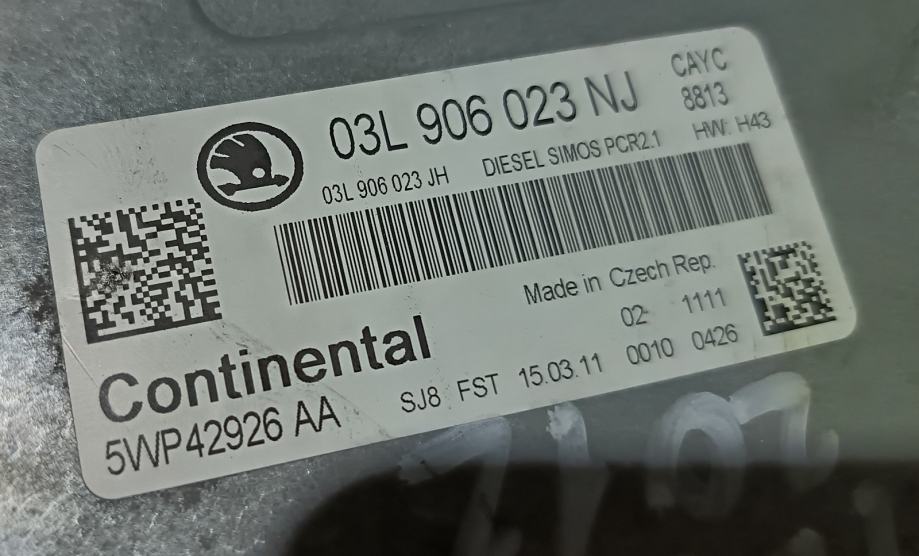 03L 906 023 NJ CAYC
8813
03L 906 023 JH DIESEL SIMOS PCR2.1 HW: H43
Made in Czech Rep.
02 1111
Continental SJ8 FST 15.03.11 0010 0426
5WP42926 AA